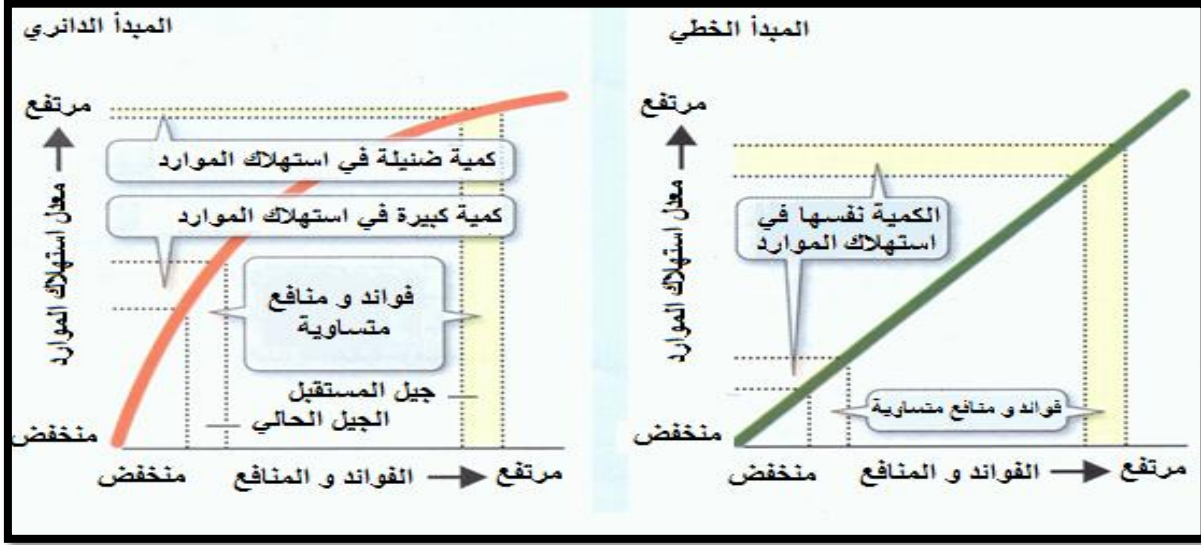 المبدأ الخطي
مرتفع
معدل استهلاك الموارد
الكمية نفسها في
استهلاك الموارد
فوائد و منافع متساوية
منخفض
منخفض
الفوائد و المنافع
مرتفع
المبدأ الدائري
مرتفع
معدل استهلاك الموارد
كمية ضئيلة في استهلاك الموارد
كمية كبيرة في استهلاك الموارد
فوائد و منافع
متساوية
جيل المستقبل
الجيل الحالي
منخفض
منخفض
الفوائد و المنافع
مرتفع